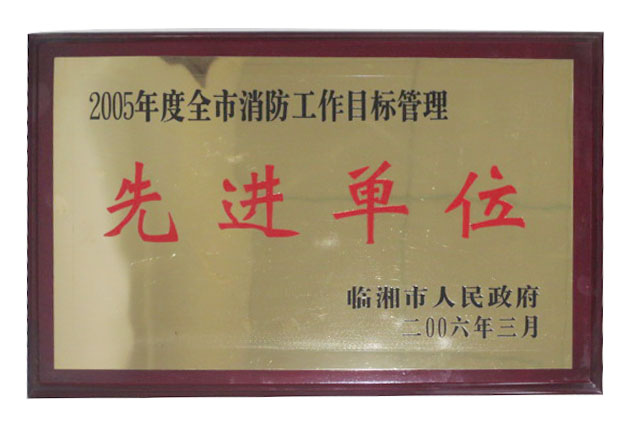 2005年度全市消防工作目标管理
先进单位
临湘市人民政府
二00六年三月